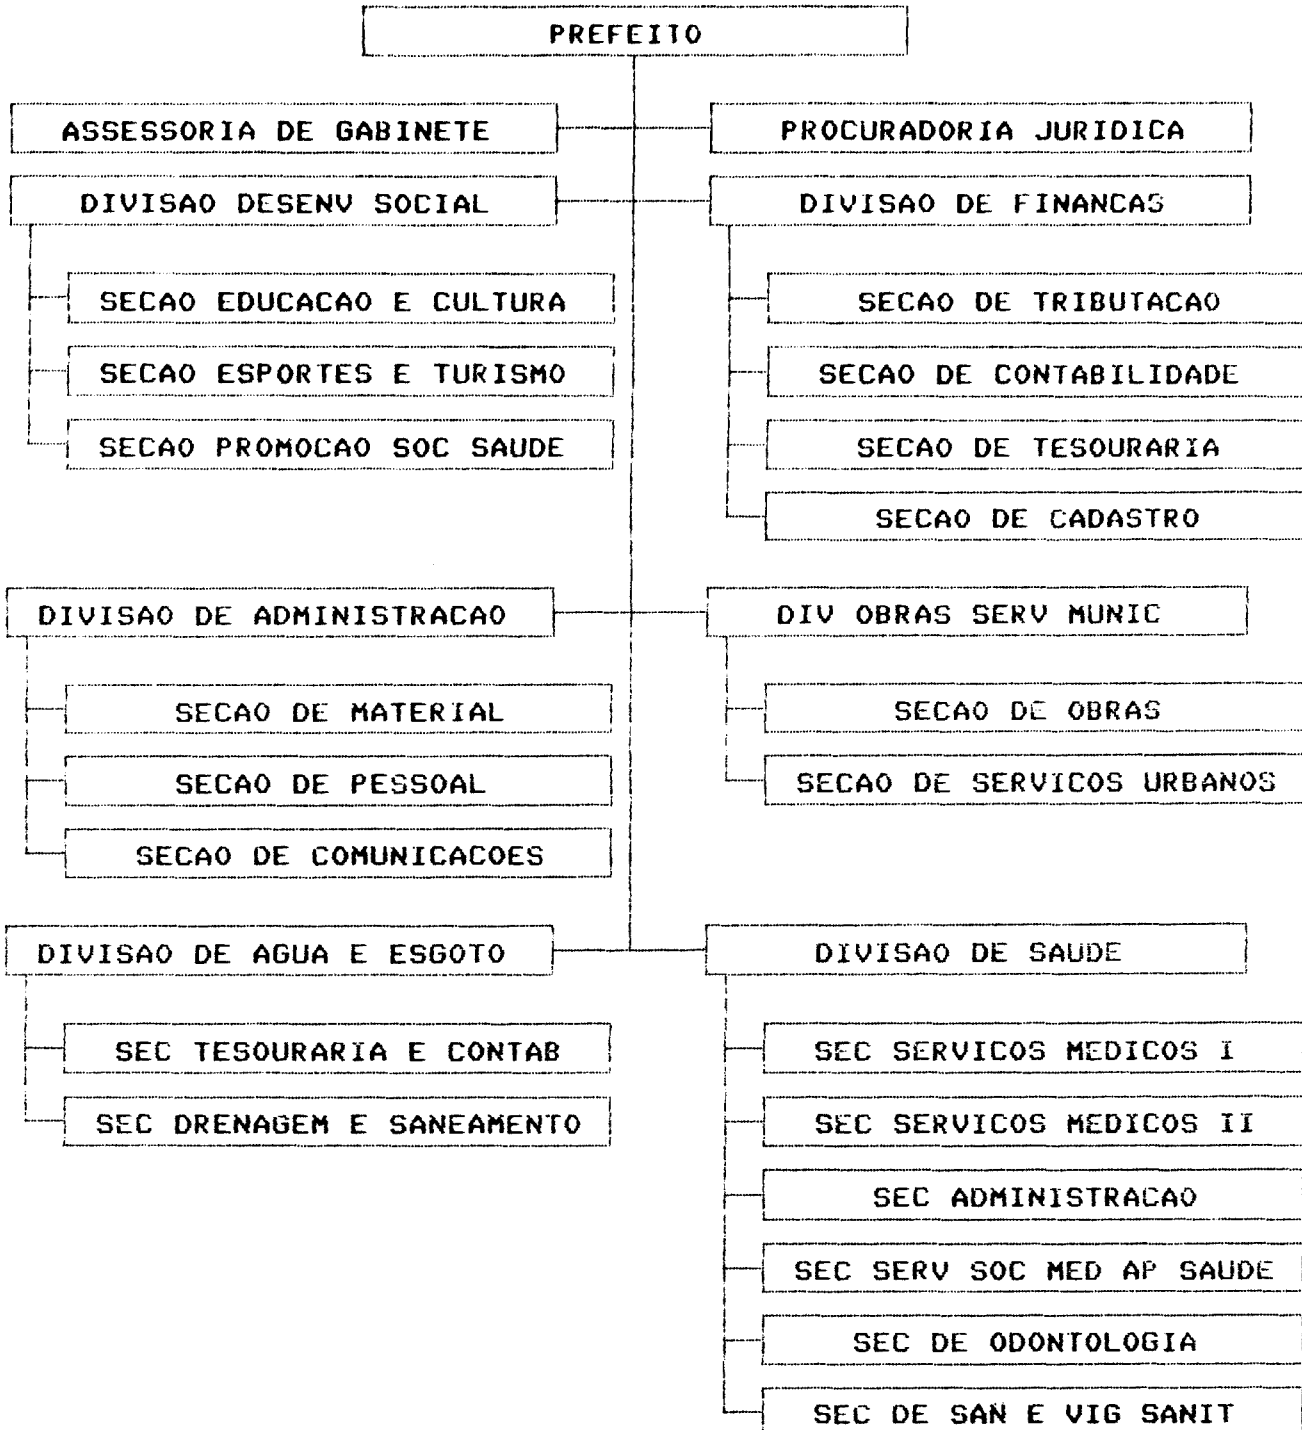 PREFEITO
ASSESSORIA DE GABINETE
PROCURADORIA JURIDICA
DIVISAO DESENV SOCIAL
DIVISAO DE FINANCAS
SECAO EDUCACAO E CULTURA
SECAO DE TRIBUTACAO
SECAO ESPORTES E TURISMO
SECAO DE CONTABILIDADE
SECAO PROMOCAO SOC SAUDE
SECAO DE TESOURARIA
SECAO DE CADASTRO
DIVISAO DE ADMINISTRACAO
DIV OBRAS SERV MUNIC
SECAO DE MATERIAL
SECAO DE OBRAS
SECAO DE PESSOAL
SECAO DE SERVICOS URBANOS
SECAO DE COMUNICACOES
DIVISAO DE AGUA E ESGOTO
DIVISAO DE SAUDE
SEC TESOURARIA E CONTAB
SEC SERVICOS MEDICOS I
SEC DRENAGEM E SANEAMENTO
SEC SERVICOS MEDICOS II
SEC ADMINISTRACAO
SEC SERV SOC MED AP SAUDE
SEC DE ODONTOLOGIA
SEC DE SAN E VIG SANIT